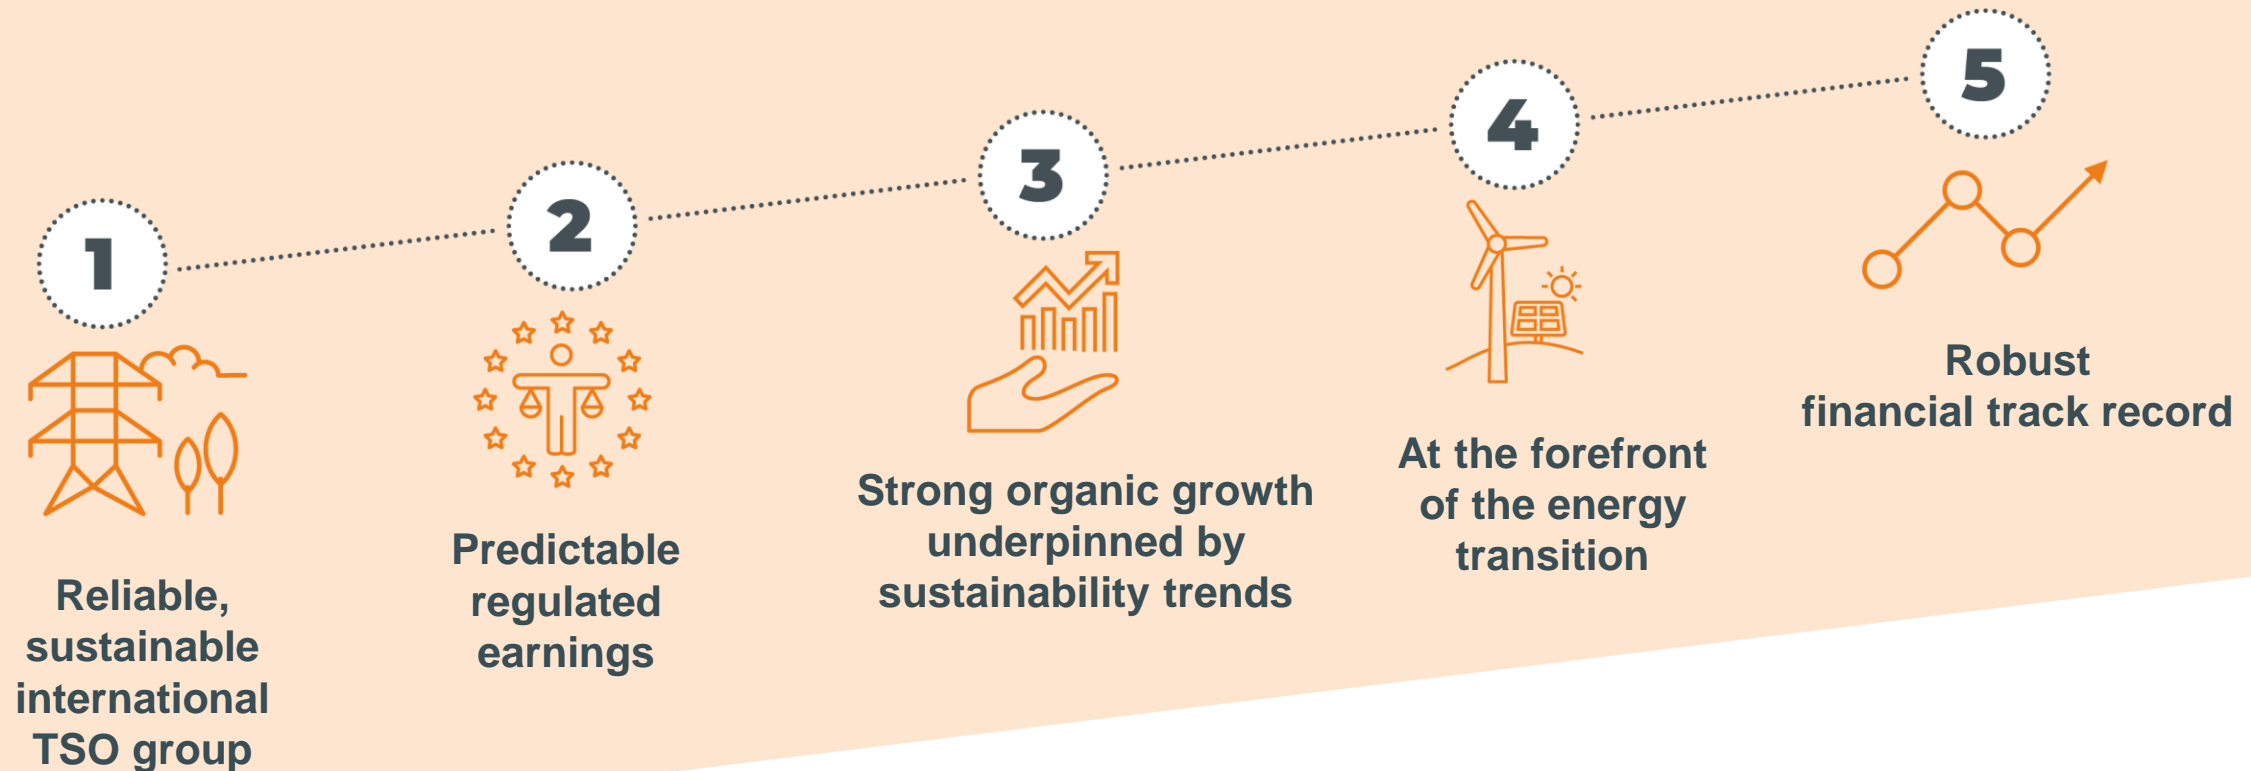 1
Reliable,
sustainable
international
TSO group
2
Predictable
regulated
earnings
3
Strong organic growth
underpinned by
sustainability trends
4
At the forefront
of the energy
transition
5
Robust
financial track record